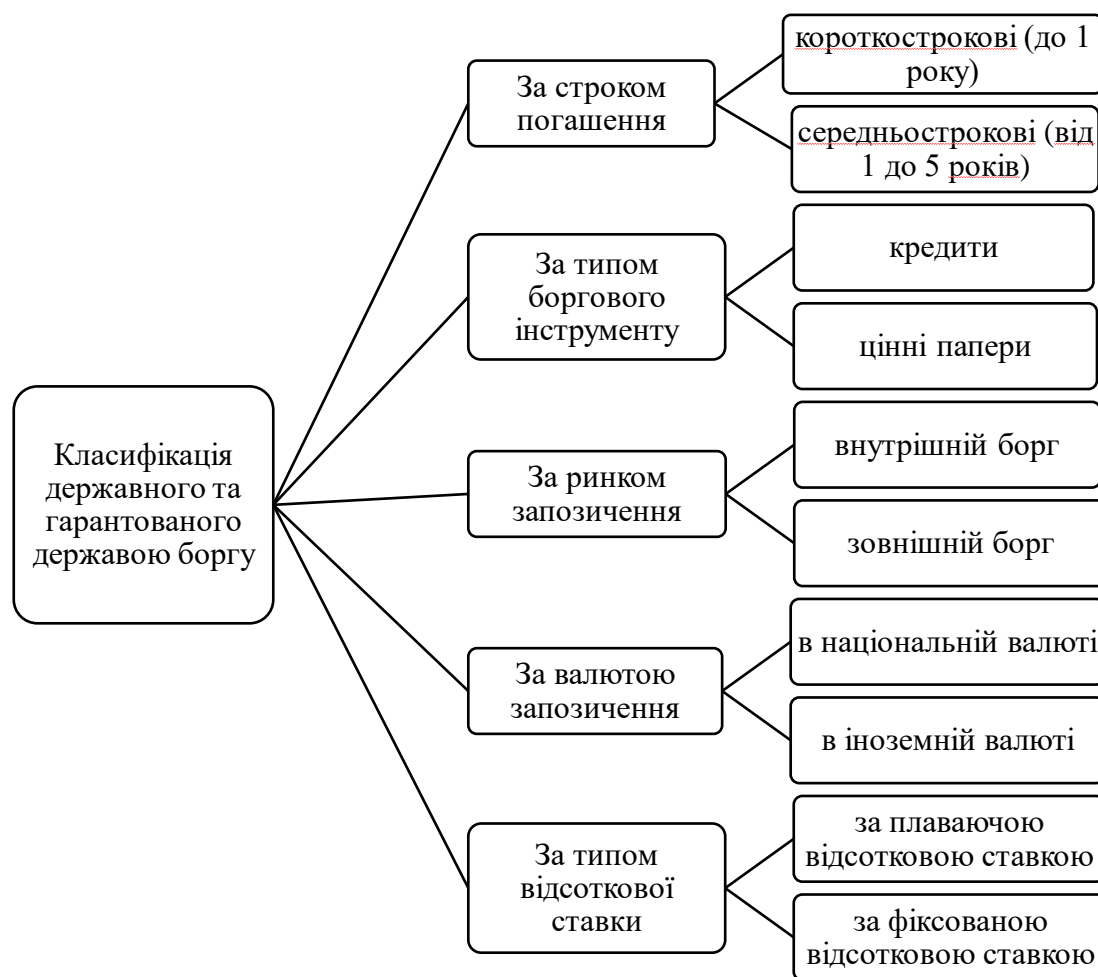 Класифікація
державного та
гарантованого
державою боргу
За строком
погашення
короткострокові (до 1
року)
середньострокові (від
1 до 5 років)
За типом
боргового
інструменту
кредити
цінні папери
За ринком
запозичення
внутрішній борг
зовнішній борг
За валютою
запозичення
в національній валюті
в іноземній валюті
За типом
відсоткової
ставки
за плаваючою
відсотковою ставкою
за фіксованою
відсотковою ставкою